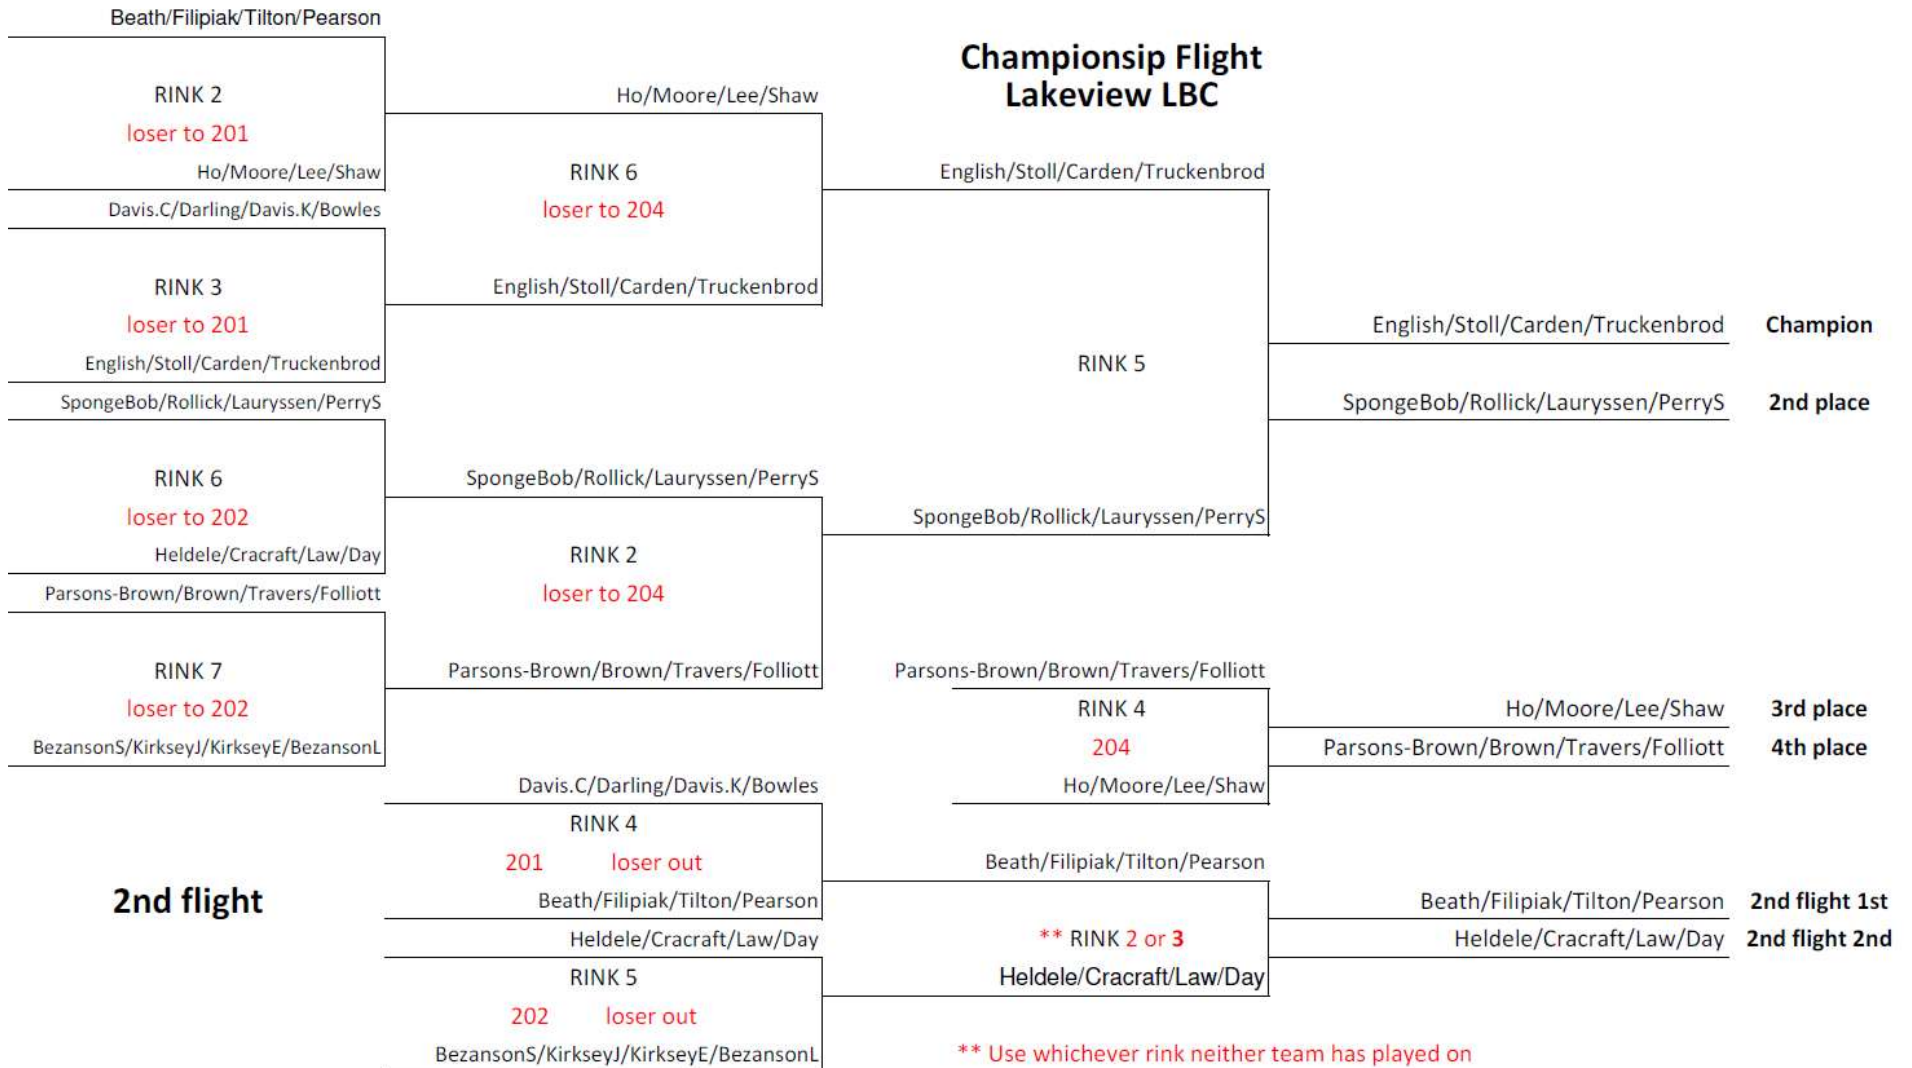 Beath/Filipiak/Tilton/Pearson
Championsip Flight
Lakeview LBC
RINK 2
Ho/Moore/Lee/Shaw
loser to 201
Ho/Moore/Lee/Shaw
RINK 6
English/Stoll/Carden/Truckenbrod
Davis.C/Darling/Davis.K/Bowles
loser to 204
RINK 3
English/Stoll/Carden/Truckenbrod
loser to 201
English/Stoll/Carden/Truckenbrod
Champion
English/Stoll/Carden/Truckenbrod
RINK 5
SpongeBob/Rollick/Lauryssen/PerryS
SpongeBob/Rollick/Lauryssen/PerryS
2nd place
RINK 6
SpongeBob/Rollick/Lauryssen/PerryS
loser to 202
SpongeBob/Rollick/Lauryssen/PerryS
Heldele/Cracraft/Law/Day
RINK 2
Parsons-Brown/Brown/Travers/Folliott
loser to 204
RINK 7
Parsons-Brown/Brown/Travers/Folliott
Parsons-Brown/Brown/Travers/Folliott
loser to 202
RINK 4
Ho/Moore/Lee/Shaw
3rd place
BezansonS/KirkseyJ/KirkseyE/BezansonL
204
Parsons-Brown/Brown/Travers/Folliott
4th place
Davis.C/Darling/Davis.K/Bowles
Ho/Moore/Lee/Shaw
RINK 4
201 loser out
Beath/Filipiak/Tilton/Pearson
2nd flight
Beath/Filipiak/Tilton/Pearson
Beath/Filipiak/Tilton/Pearson
2nd flight 1st
Heldele/Cracraft/Law/Day
** RINK 2 or 3
Heldele/Cracraft/Law/Day
2nd flight 2nd
RINK 5
Heldele/Cracraft/Law/Day
202 loser out
BezansonS/KirkseyJ/KirkseyE/BezansonL
** Use whichever rink neither team has played on